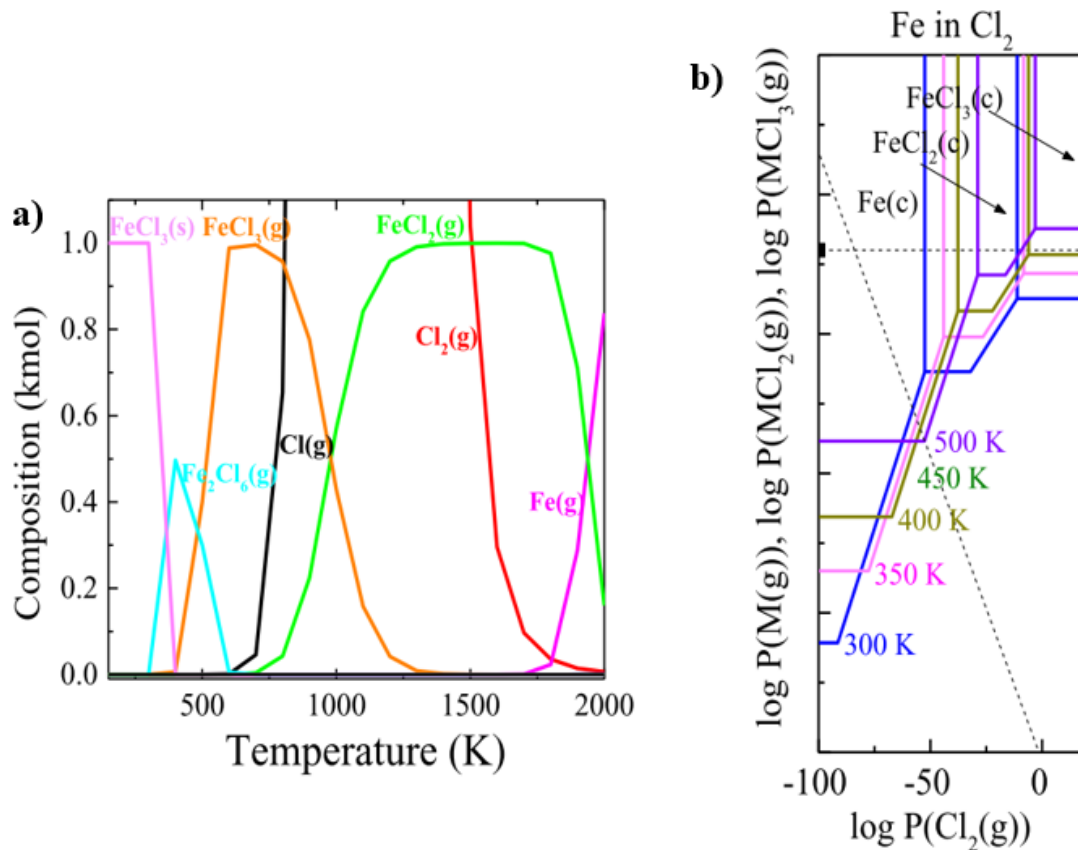 a)
FeCl₃(s)
FeCl₃(g)
FeCl₂(g)
Cl₂(g)
Cl(g)
Fe₂Cl₆(g)
Fe(g)
Composition (kmol)
1.0
0.8
0.6
0.4
0.2
0.0
500
1000
1500
2000
Temperature (K)
b)
Fe in Cl₂
FeCl₃(c)
FeCl₂(c)
Fe(c)
500 K
450 K
400 K
350 K
300 K
log P(M(g)), log P(MCl₂(g)), log P(MCl₃(g))
-100
-50
0
log P(Cl₂(g))